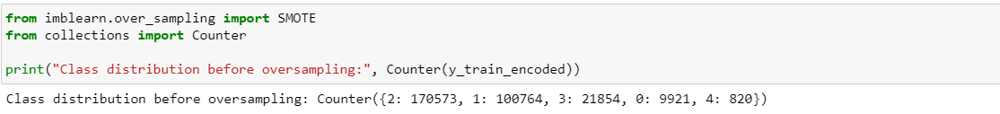 from imblearn.over_sampling import SMOTE
from collections import Counter
print("Class distribution before oversampling:", Counter(y_train_encoded))
Class distribution before oversampling: Counter({2: 170573, 1: 100764, 3: 21854, 0: 9921, 4: 820})